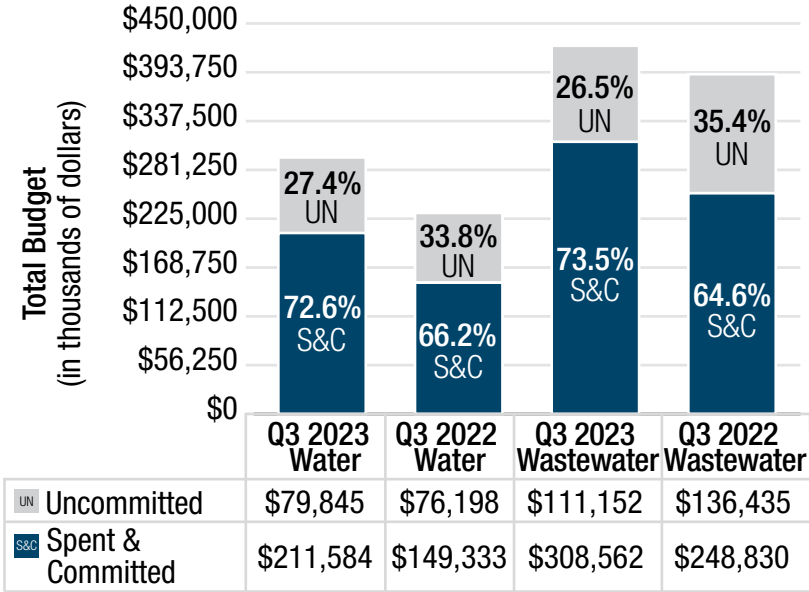 $450,000
$393,750
$337,500
$281,250
$225,000
$168,750
$112,500
$56,250
$0
Total Budget
(in thousands of dollars)
27.4%
UN
72.6%
S&C
33.8%
UN
66.2%
S&C
26.5%
UN
73.5%
S&C
35.4%
UN
64.6%
S&C
Q3 2023 Q3 2022 Q3 2023 Q3 2022
Water Water Wastewater Wastewater
UN Uncommitted $79,845 $76,198 $111,152 $136,435
S&C Spent &
Committed $211,584 $149,333 $308,562 $248,830